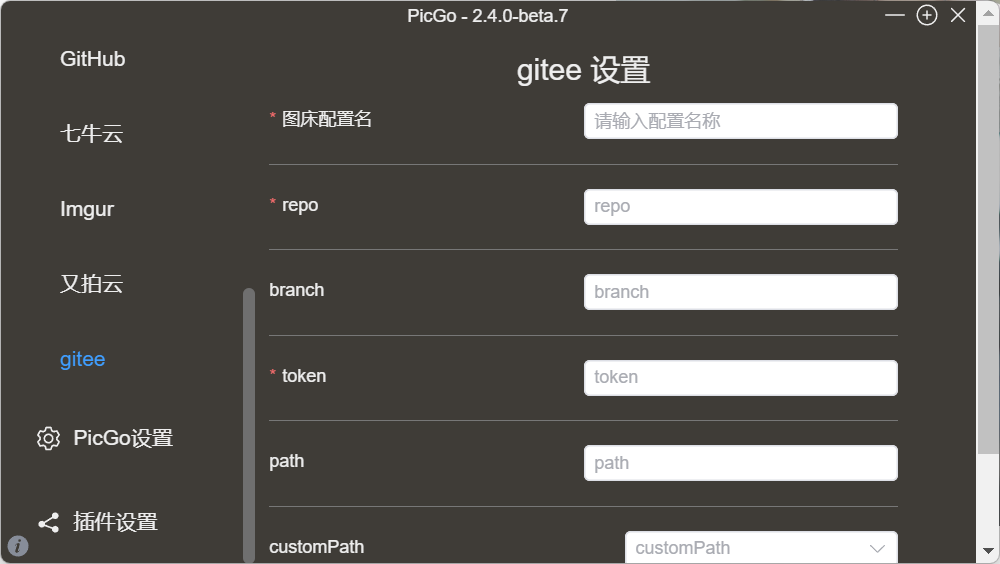 PicGo - 2.4.0-beta.7
GitHub
七牛云
Imgur
又拍云
gitee
PicGo设置
插件设置
gitee 设置
* 图床配置名
请输入配置名称
* repo
repo
branch
branch
* token
token
path
path
customPath
customPath